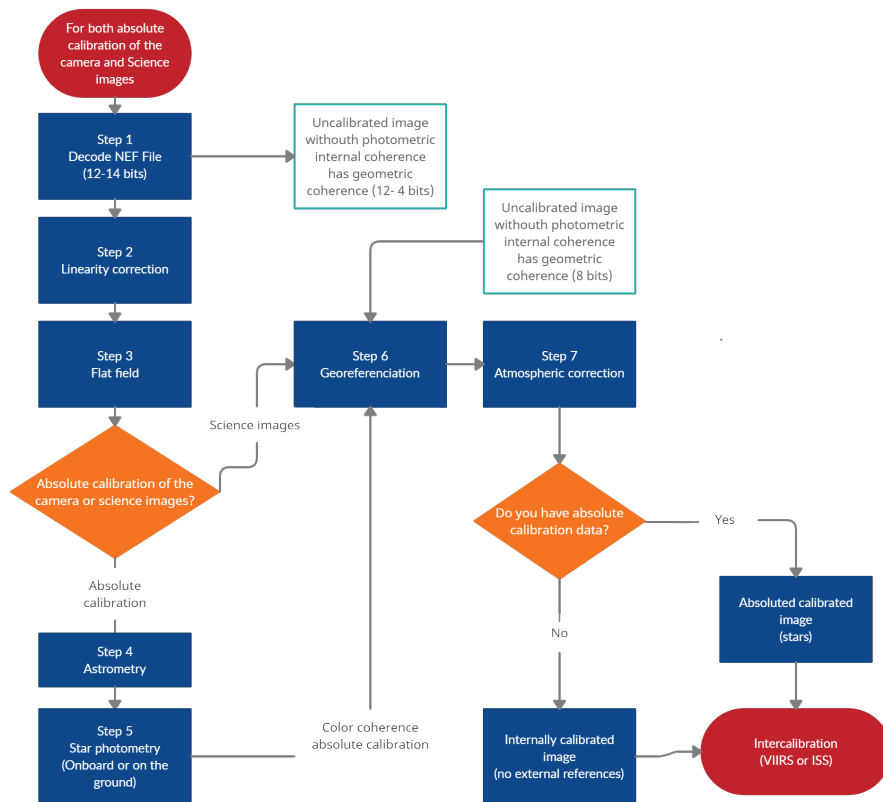 For both absolute
calibration of the
camera and Science
images
Step 1
Decode NEF File
(12-14 bits)
Uncalibrated image
withouth photometric
internal coherence
has geometric
coherence (12- 4 bits)
Uncalibrated image
withouth photometric
internal coherence
has geometric
coherence (8 bits)
Step 2
Linearity correction
Step 3
Flat field
Step 6
Georeferenciation
Step 7
Atmospheric correction
Science images
Absolute calibration of the
camera or science images?
Do you have absolute
calibration data?
Yes
Absolute
calibration
Absoluted calibrated
image
(stars)
No
Step 4
Astrometry
Step 5
Star photometry
(Onboard or on the
ground)
Color coherence
absolute calibration
Internally calibrated
image
(no external references)
Intercalibration
(VIIRS or ISS)